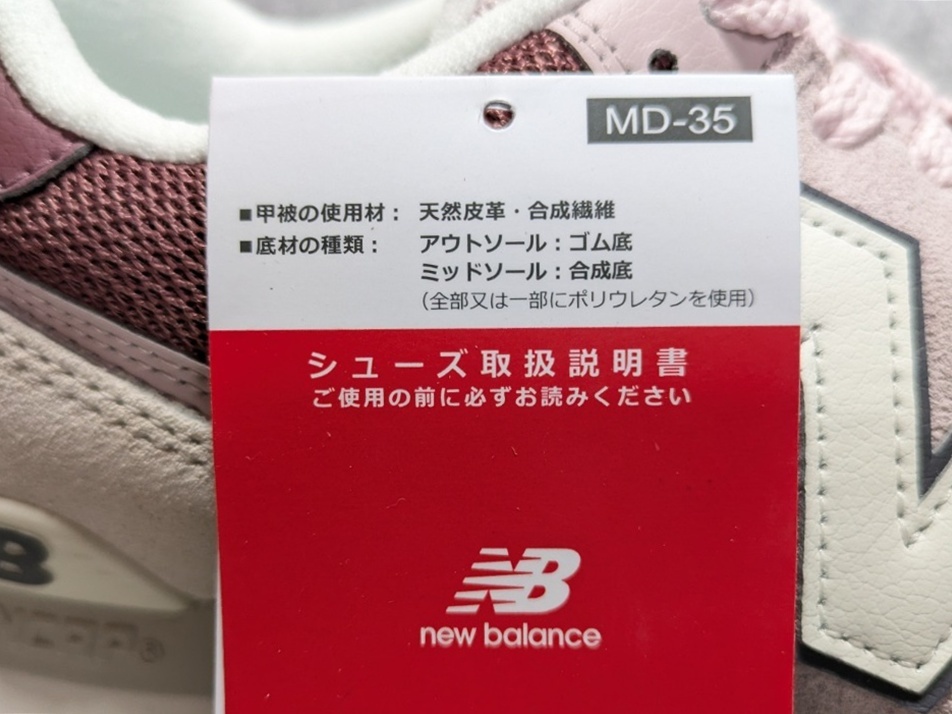 MD-35
■甲被の使用材： 天然皮革・合成繊維
■底材の種類： アウトソール：ゴム底
ミッドソール：合成底
（全部又は一部にポリウレタンを使用）
シューズ取扱説明書
ご使用の前に必ずお読みください
NB
new balance
B
N